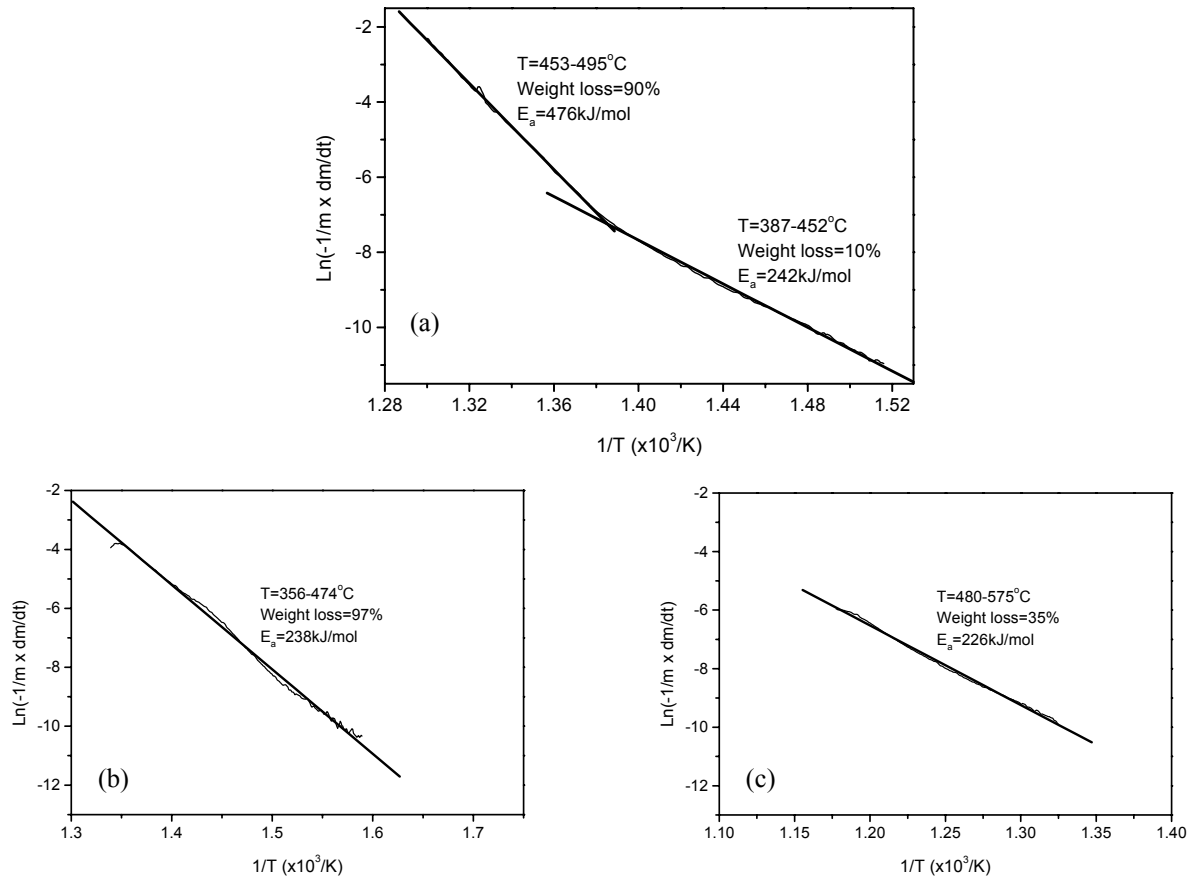 -2
-4
-6
-8
-10
Ln(-1/m x dm/dt)
T=453-495°C
Weight loss=90%
Eₐ=476kJ/mol
T=387-452°C
Weight loss=10%
Eₐ=242kJ/mol
(a)
1.28 1.32 1.36 1.40 1.44 1.48 1.52
1/T (x10³/K)
-2
-4
-6
-8
-10
-12
Ln(-1/m x dm/dt)
T=356-474°C
Weight loss=97%
Eₐ=238kJ/mol
(b)
1.3 1.4 1.5 1.6 1.7
1/T (x10³/K)
-2
-4
-6
-8
-10
-12
Ln(-1/m x dm/dt)
T=480-575°C
Weight loss=35%
Eₐ=226kJ/mol
(c)
1.10 1.15 1.20 1.25 1.30 1.35 1.40
1/T (x10³/K)